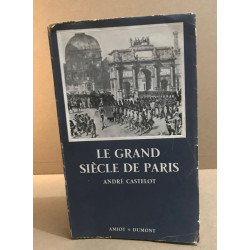 LE GRAND
SIÈCLE DE PARIS
ANDRÉ CASTELOT
AMIOT • DUMONT